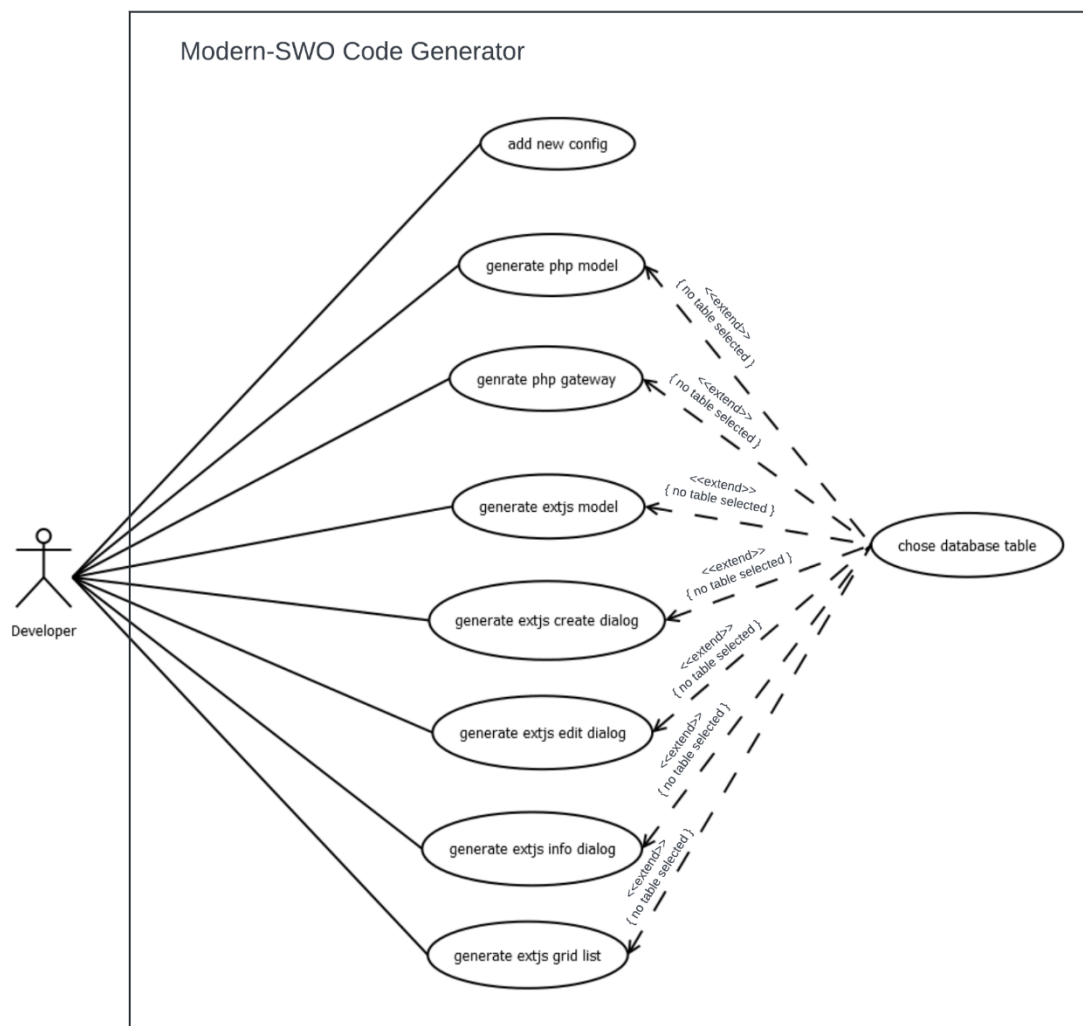 Modern-SWO Code Generator
add new config
generate php model
<<extend>>
{ no table selected }
genrate php gateway
<<extend>>
{ no table selected }
generate extjs model
<<extend>>
{ no table selected }
chose database table
Developer
generate extjs create dialog
<<extend>>
{ no table selected }
generate extjs edit dialog
<<extend>>
{ no table selected }
generate extjs info dialog
<<extend>>
{ no table selected }
generate extjs grid list
<<extend>>
{ no table selected }